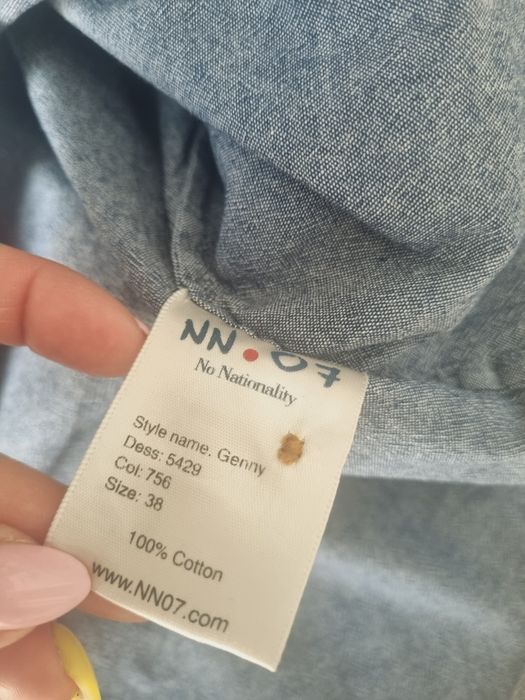 NN.07
No Nationality
Style name. Genny
Dess: 5429
Col: 756
Size: 38
100% Cotton
www.NN07.com